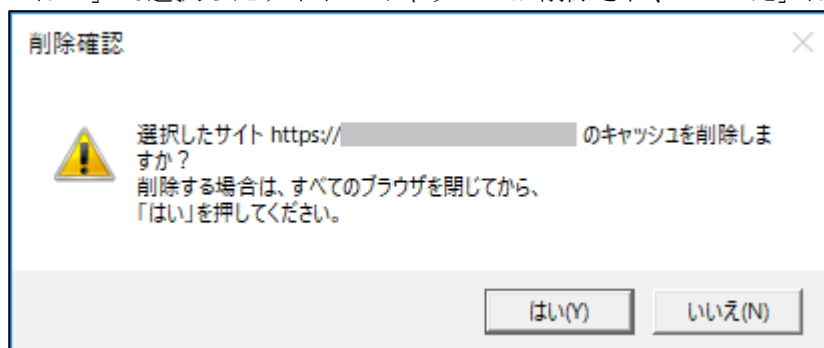 削除確認
選択したサイト https:// のキャッシュを削除しま
すか?
削除する場合は、すべてのブラウザを閉じてから、
「はい」を押してください。
はい(Y) いいえ(N)